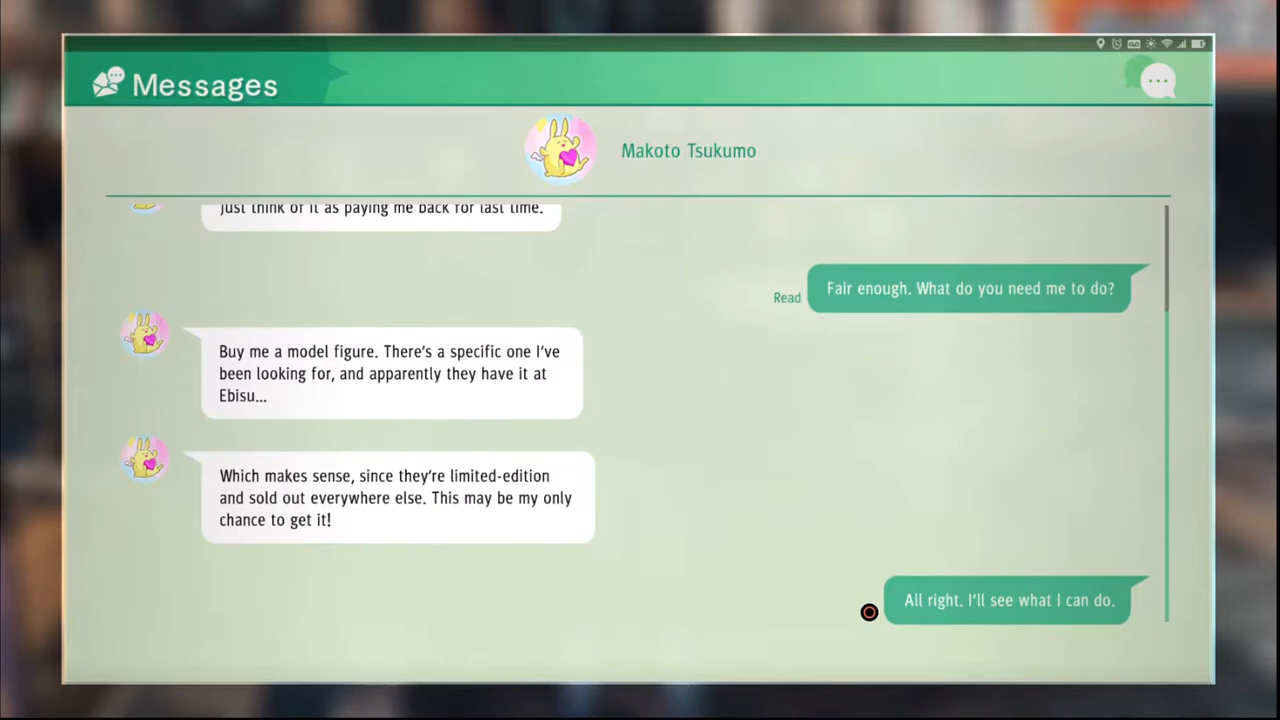 Messages
Makoto Tsukumo
Just think of it as paying me back for last time.
Fair enough. What do you need me to do?
Read
Buy me a model figure. There's a specific one I've
been looking for, and apparently they have it at
Ebisu...
Which makes sense, since they're limited-edition
and sold out everywhere else. This may be my only
chance to get it!
All right. I'll see what I can do.